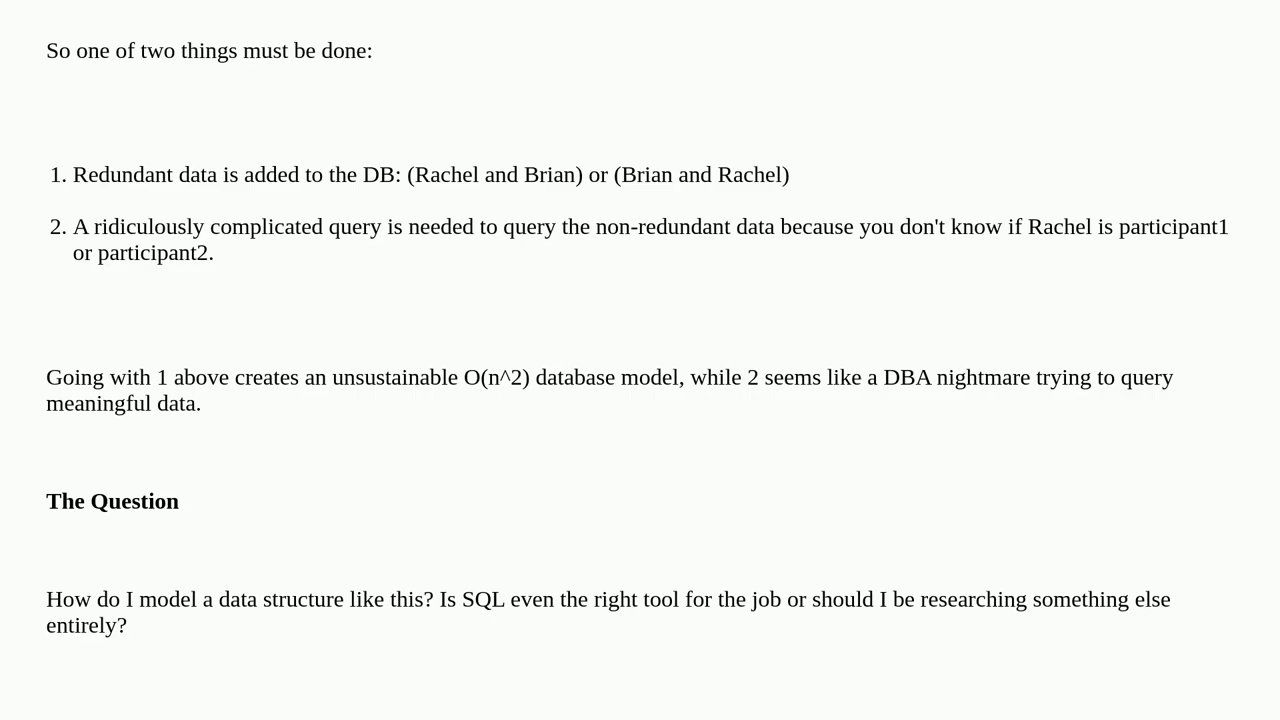 So one of two things must be done:
1. Redundant data is added to the DB: (Rachel and Brian) or (Brian and Rachel)
2. A ridiculously complicated query is needed to query the non-redundant data because you don't know if Rachel is participant1
or participant2.
Going with 1 above creates an unsustainable O(n^2) database model, while 2 seems like a DBA nightmare trying to query
meaningful data.
The Question
How do I model a data structure like this? Is SQL even the right tool for the job or should I be researching something else
entirely?